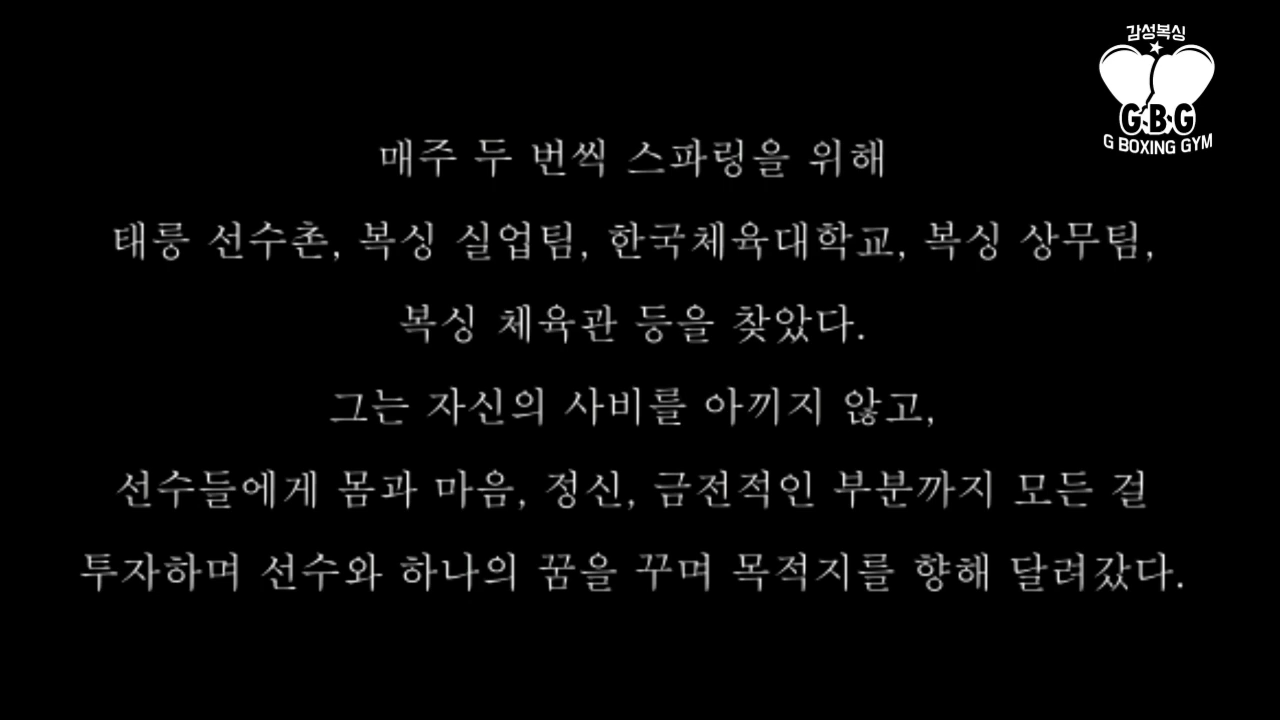 감성복싱
G·B·G
G BOXING GYM
매주 두 번씩 스파링을 위해
태릉 선수촌, 복싱 실업팀, 한국체육대학교, 복싱 상무팀,
복싱 체육관 등을 찾았다.
그는 자신의 사비를 아끼지 않고,
선수들에게 몸과 마음, 정신, 금전적인 부분까지 모든 걸
투자하며 선수와 하나의 꿈을 꾸며 목적지를 향해 달려갔다.